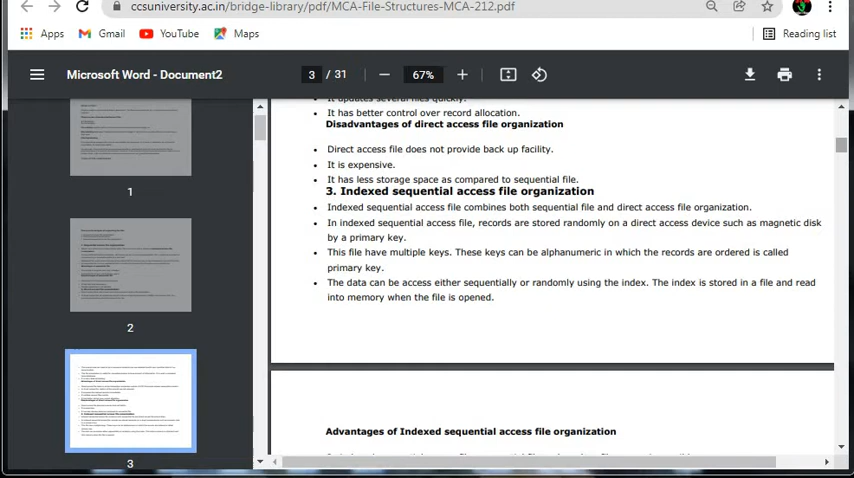 ccsuniversity.ac.in/bridge-library/pdf/MCA-File-Structures-MCA-212.pdf
Apps Gmail YouTube Maps Reading list
Microsoft Word - Document2 3 / 31 67%
It updates several files quickly.
It has better control over record allocation.
Disadvantages of direct access file organization
Direct access file does not provide back up facility.
It is expensive.
It has less storage space as compared to sequential file.
3. Indexed sequential access file organization
Indexed sequential access file combines both sequential file and direct access file organization.
In indexed sequential access file, records are stored randomly on a direct access device such as magnetic disk
by a primary key.
This file have multiple keys. These keys can be alphanumeric in which the records are ordered is called
primary key.
The data can be access either sequentially or randomly using the index. The index is stored in a file and read
into memory when the file is opened.
Advantages of Indexed sequential access file organization
1
2
3